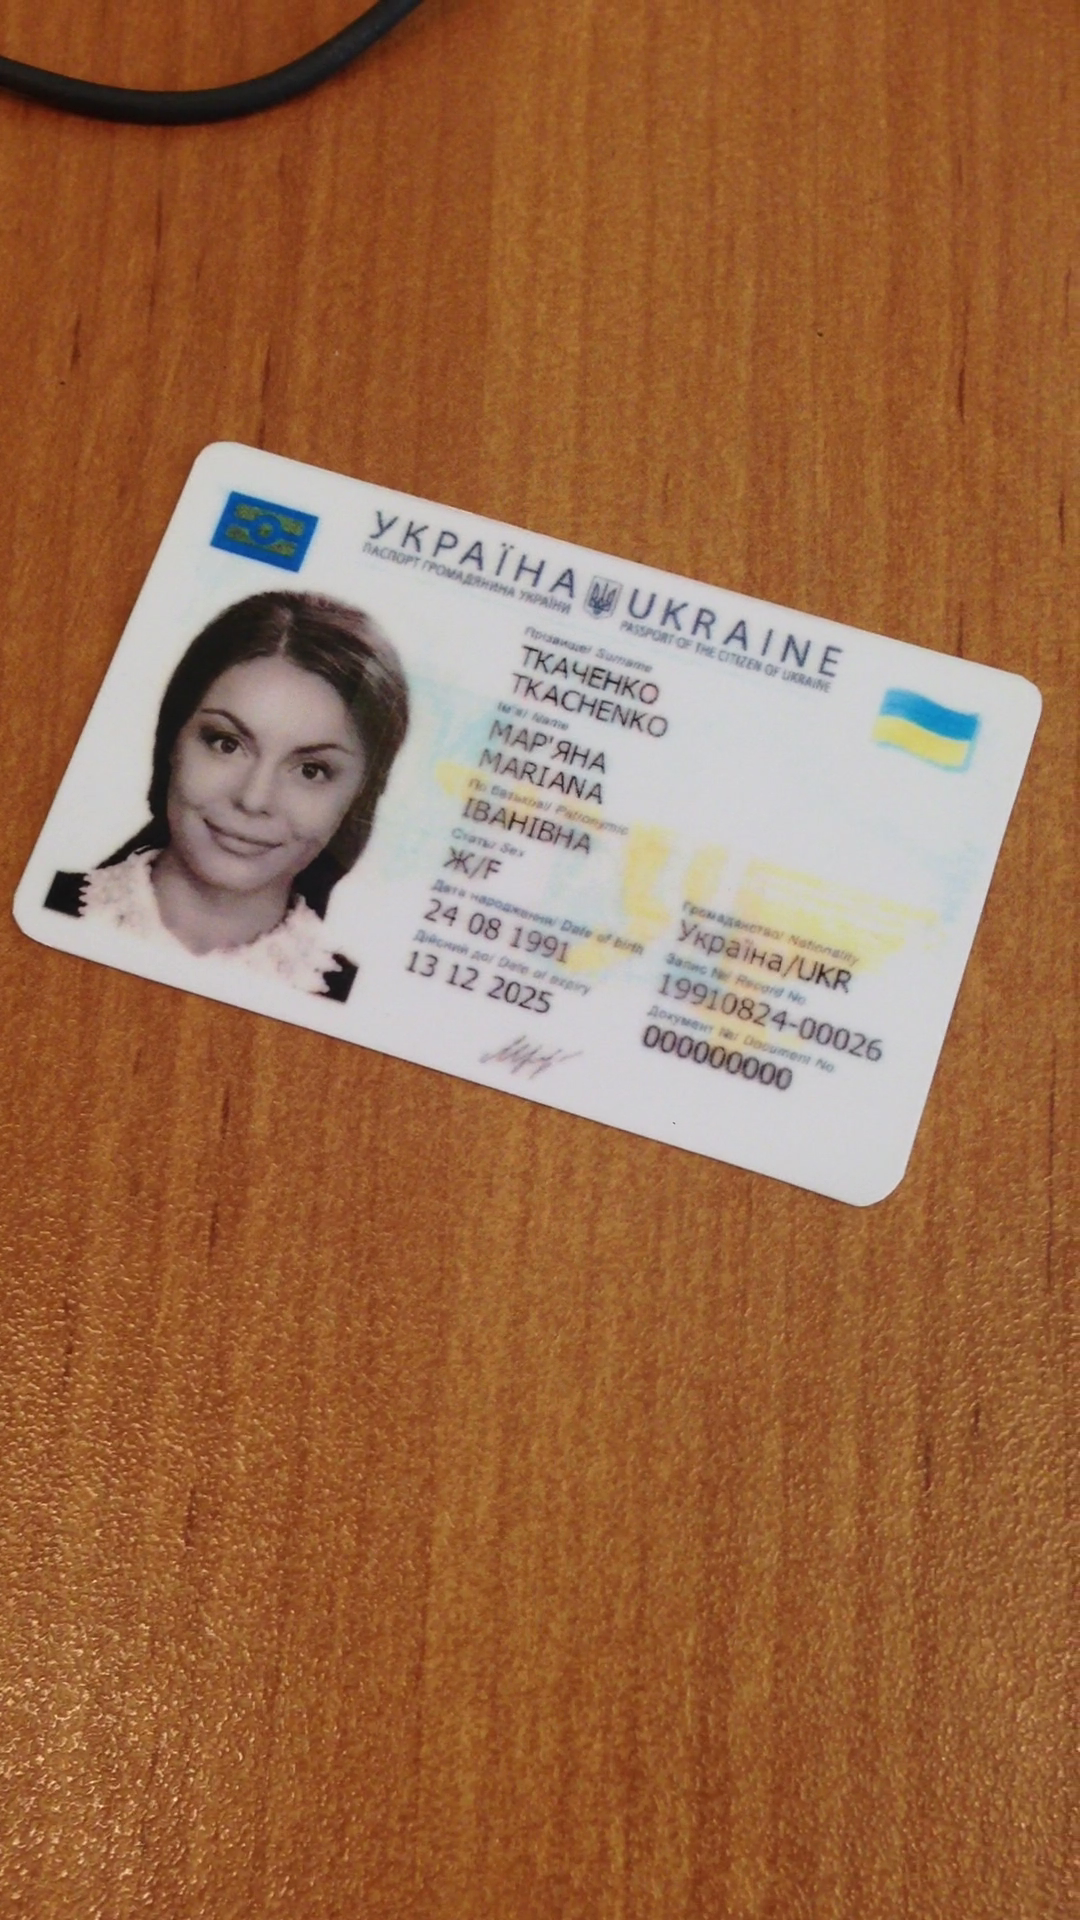 УКРАЇНА UKRAINE
ПАСПОРТ ГРОМАДЯНИНА УКРАЇНИ PASSPORT OF THE CITIZEN OF UKRAINE
Прізвище/ Surname
ТКАЧЕНКО
TKACHENKO
Ім'я/ Name
МАР'ЯНА
MARIANA
По батькові/ Patronymic
ІВАНІВНА
Стать/ Sex
Ж/F
Дата народження/ Date of birth
24 08 1991
Дійсний до/ Date of expiry
13 12 2025
Громадянство/ Nationality
Україна/UKR
Запис №/ Record No.
19910824-00026
Документ №/ Document No.
000000000